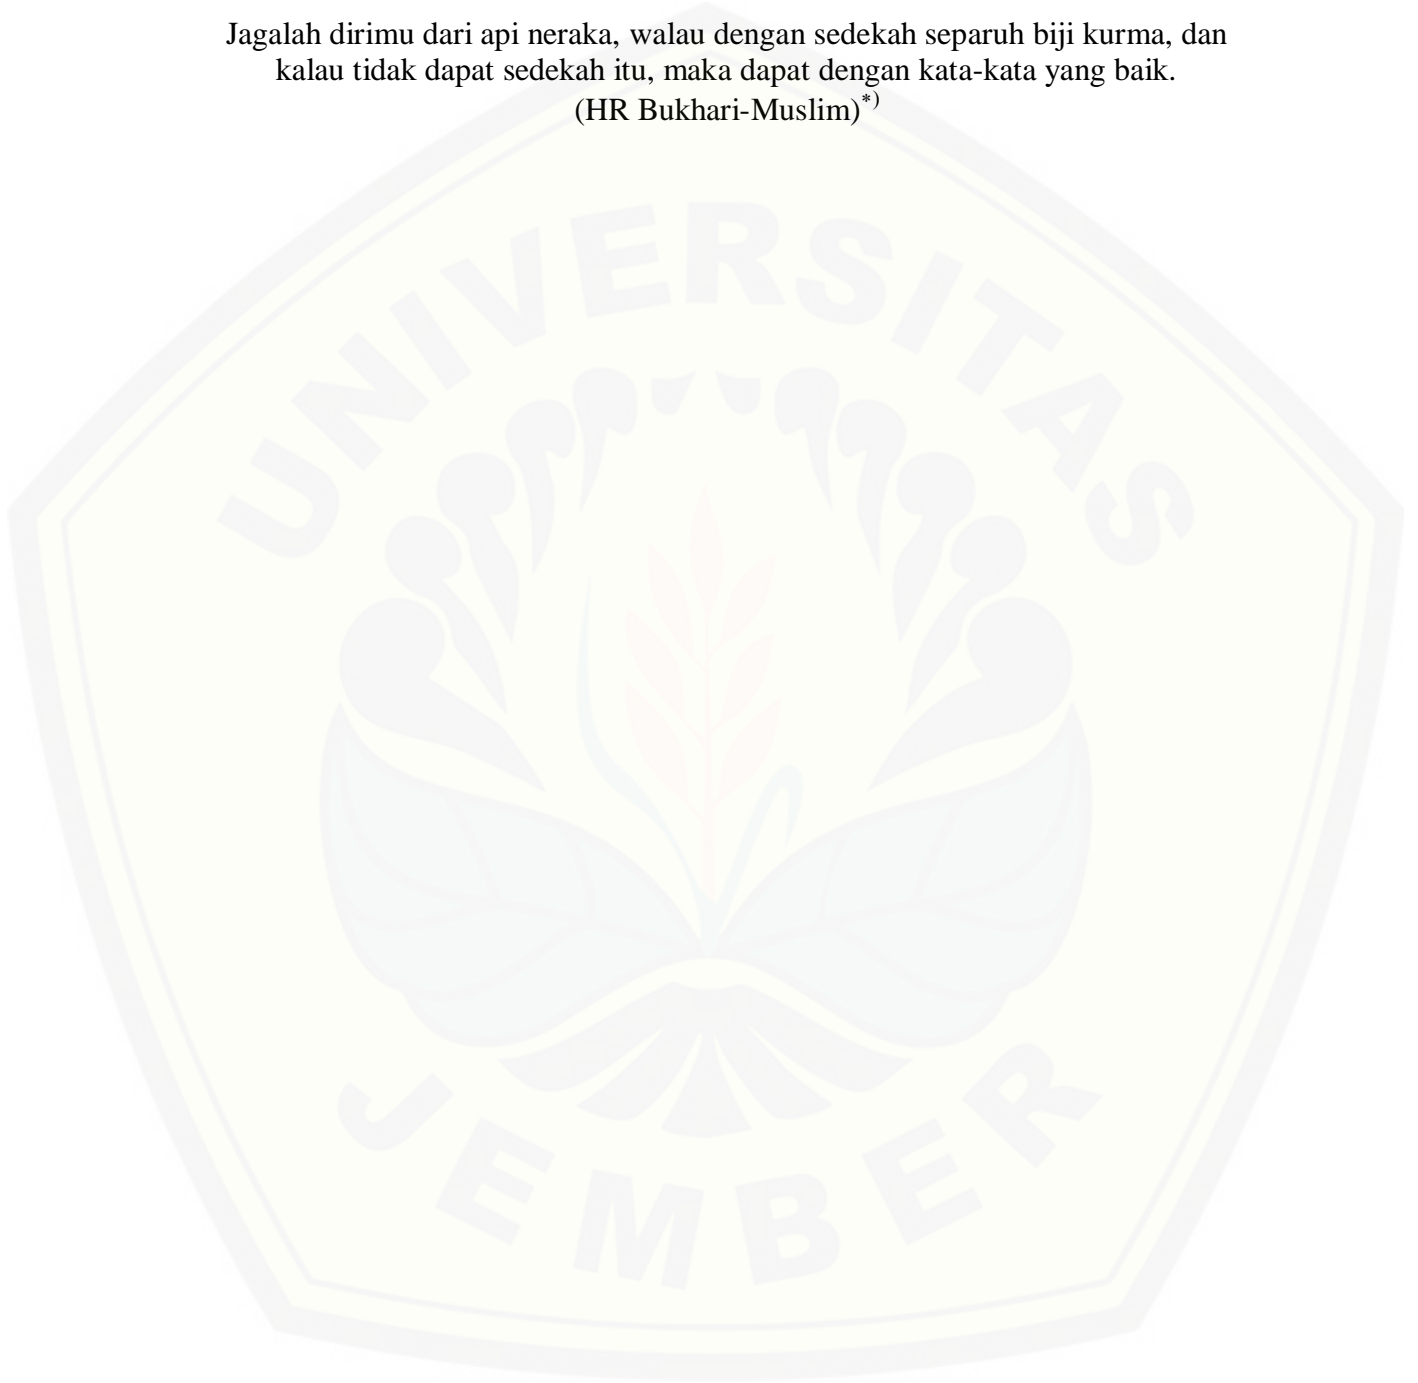 Jagalah dirimu dari api neraka, walau dengan sedekah separuh biji kurma, dan
kalau tidak dapat sedekah itu, maka dapat dengan kata-kata yang baik.
(HR Bukhari-Muslim)*)
UNIVERSITAS
JEMBER